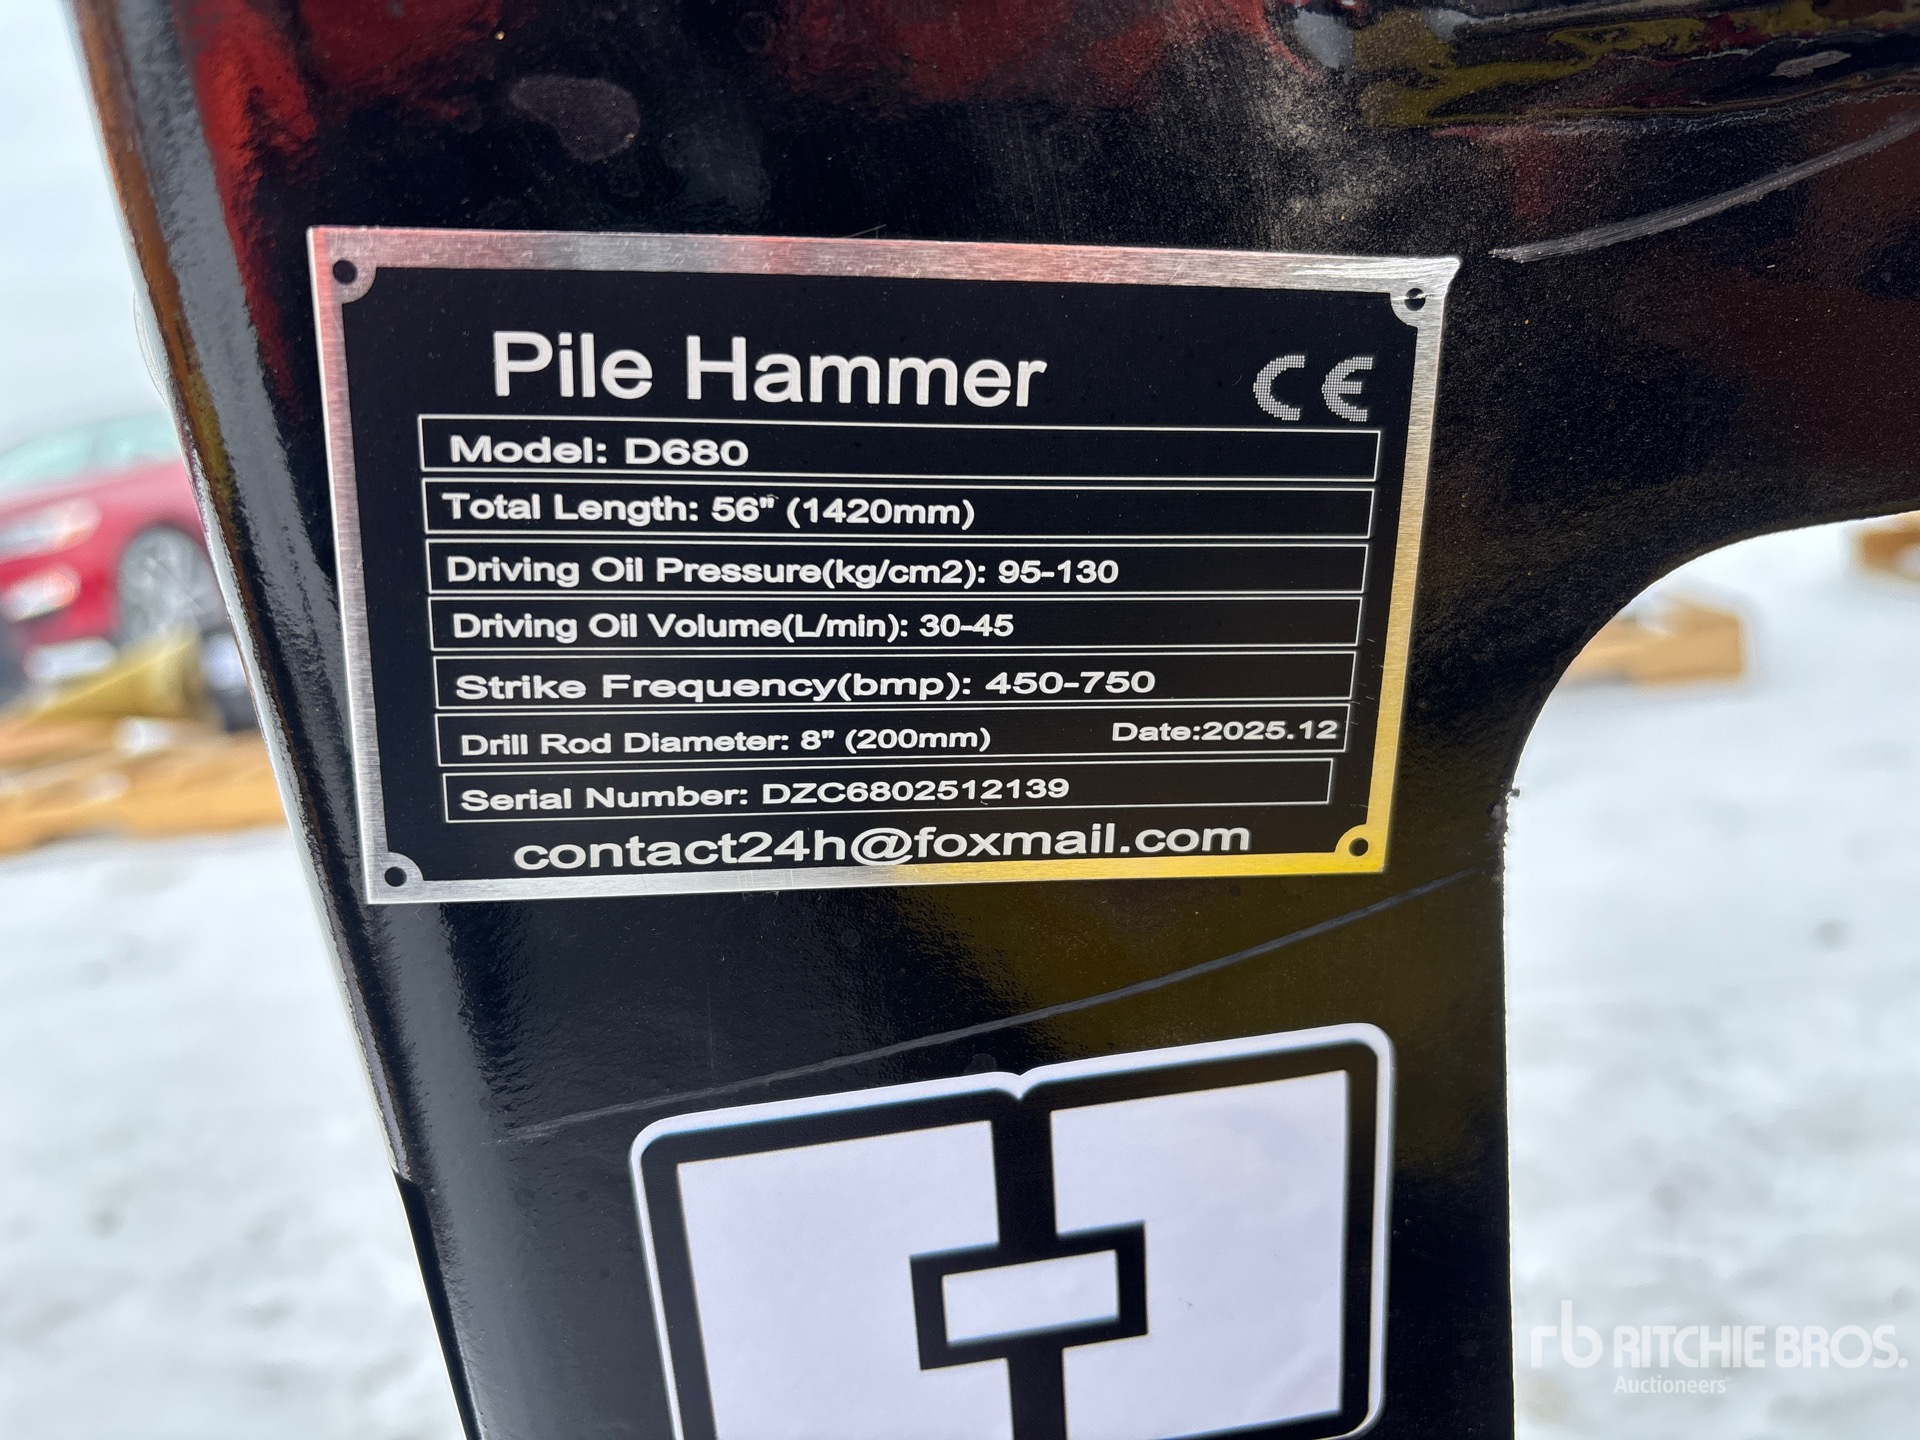 Pile Hammer
CE
Model: D680
Total Length: 56" (1420mm)
Driving Oil Pressure(kg/cm2): 95-130
Driving Oil Volume(L/min): 30-45
Strike Frequency(bmp): 450-750
Drill Rod Diameter: 8" (200mm) Date:2025.12
Serial Number: DZC6802512139
contact24h@foxmail.com
rb RITCHIE BROS.
Auctioneers